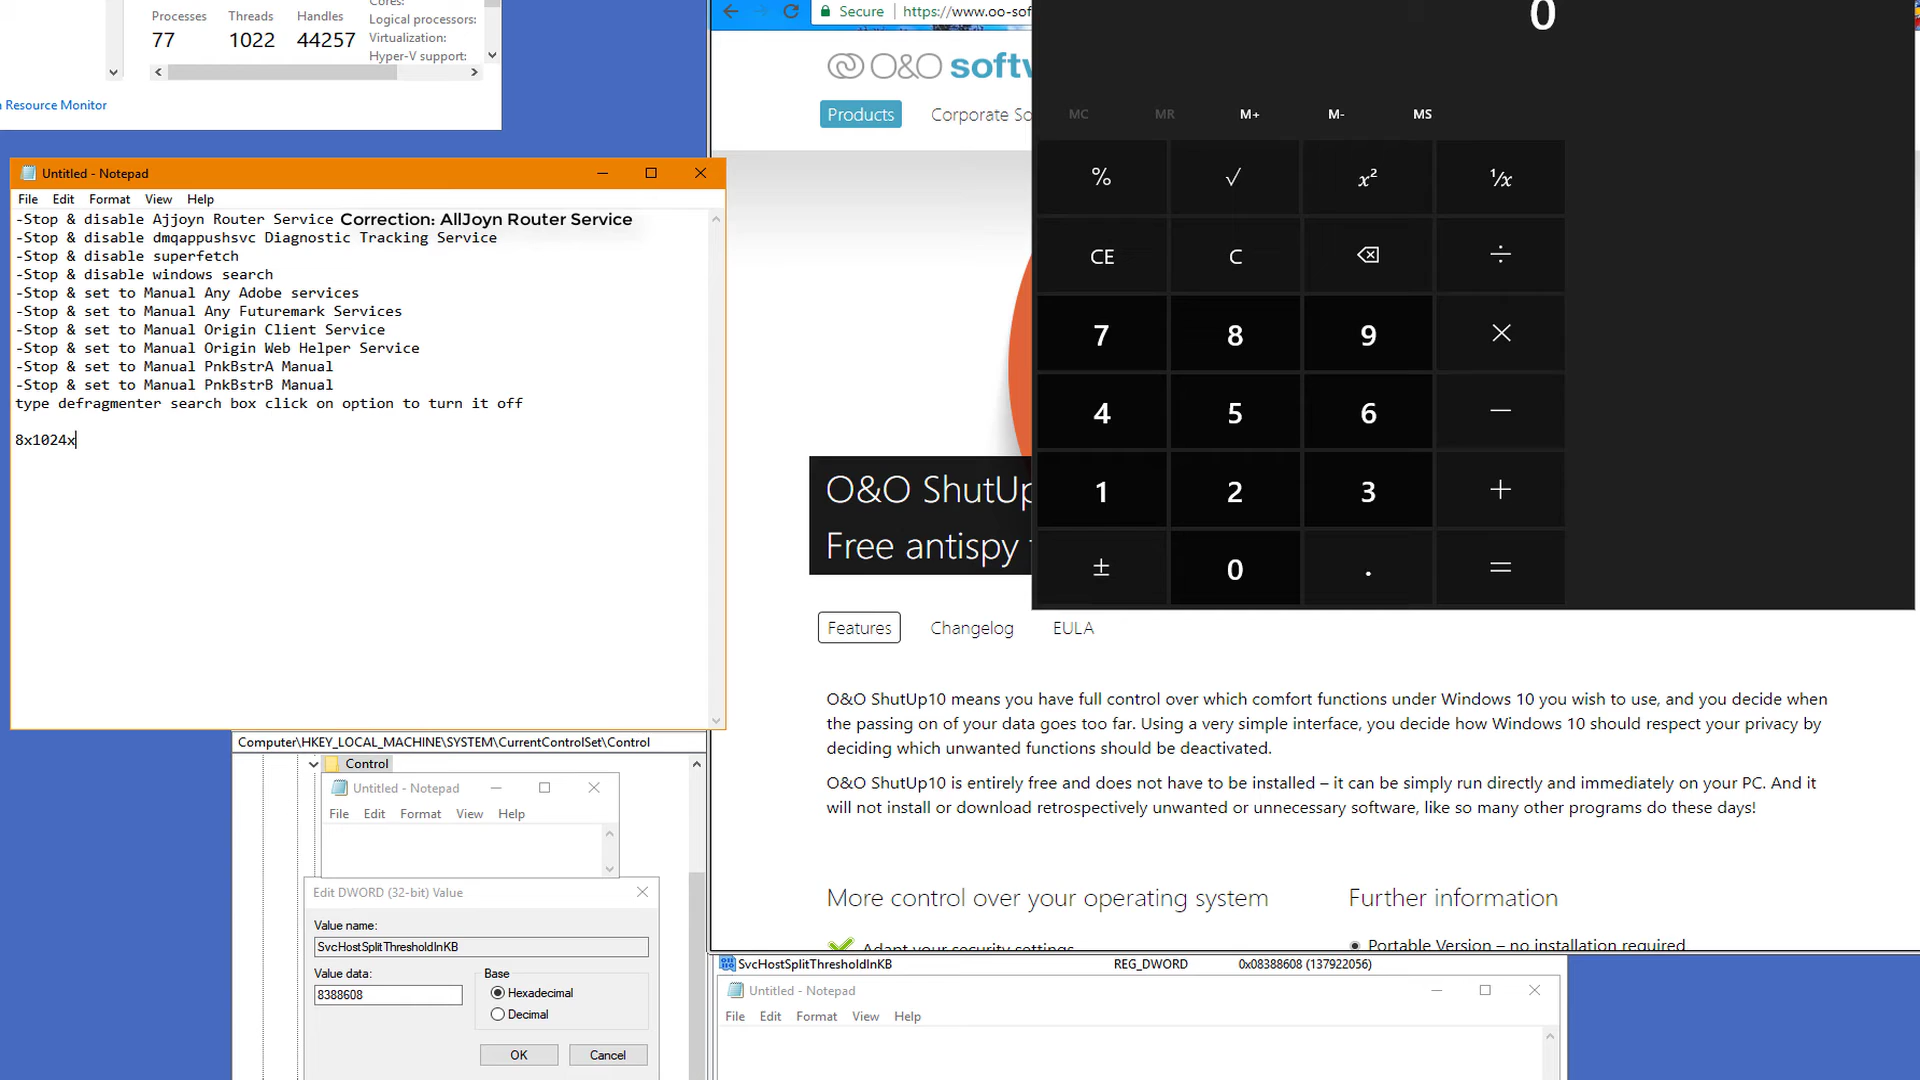 Processes Threads Handles
77 1022 44257
Cores:
Logical processors:
Virtualization:
Hyper-V support:
Resource Monitor
Untitled - Notepad
File Edit Format View Help
-Stop & disable Ajjoyn Router Service Correction: AllJoyn Router Service
-Stop & disable dmqappushsvc Diagnostic Tracking Service
-Stop & disable superfetch
-Stop & disable windows search
-Stop & set to Manual Any Adobe services
-Stop & set to Manual Any Futuremark Services
-Stop & set to Manual Origin Client Service
-Stop & set to Manual Origin Web Helper Service
-Stop & set to Manual PnkBstrA Manual
-Stop & set to Manual PnkBstrB Manual
type defragmenter search box click on option to turn it off
8x1024x
Computer\HKEY_LOCAL_MACHINE\SYSTEM\CurrentControlSet\Control
Control
Untitled - Notepad
File Edit Format View Help
Edit DWORD (32-bit) Value
Value name:
SvcHostSplitThresholdInKB
Value data: Base
8388608 Hexadecimal
Decimal
OK Cancel
Secure https://www.oo-sof
O&O softw
Products Corporate So
O&O ShutUp
Free antispy
Features Changelog EULA
O&O ShutUp10 means you have full control over which comfort functions under Windows 10 you wish to use, and you decide when
the passing on of your data goes too far. Using a very simple interface, you decide how Windows 10 should respect your privacy by
deciding which unwanted functions should be deactivated.
O&O ShutUp10 is entirely free and does not have to be installed – it can be simply run directly and immediately on your PC. And it
will not install or download retrospectively unwanted or unnecessary software, like so many other programs do these days!
More control over your operating system
Adapt your security settings
Further information
Portable Version – no installation required
0
MC MR M+ M- MS
% √ x² ¹/x
CE C ⌫ ÷
7 8 9 ×
4 5 6 −
1 2 3 +
± 0 . =
SvcHostSplitThresholdInKB REG_DWORD 0x08388608 (137922056)
Untitled - Notepad
File Edit Format View Help